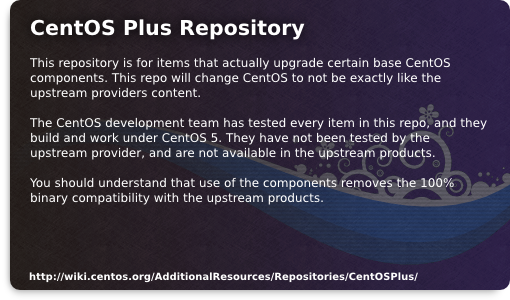 CentOS Plus Repository
This repository is for items that actually upgrade certain base CentOS
components. This repo will change CentOS to not be exactly like the
upstream providers content.
The CentOS development team has tested every item in this repo, and they
build and work under CentOS 5. They have not been tested by the
upstream provider, and are not available in the upstream products.
You should understand that use of the components removes the 100%
binary compatibility with the upstream products.
http://wiki.centos.org/AdditionalResources/Repositories/CentOSPlus/